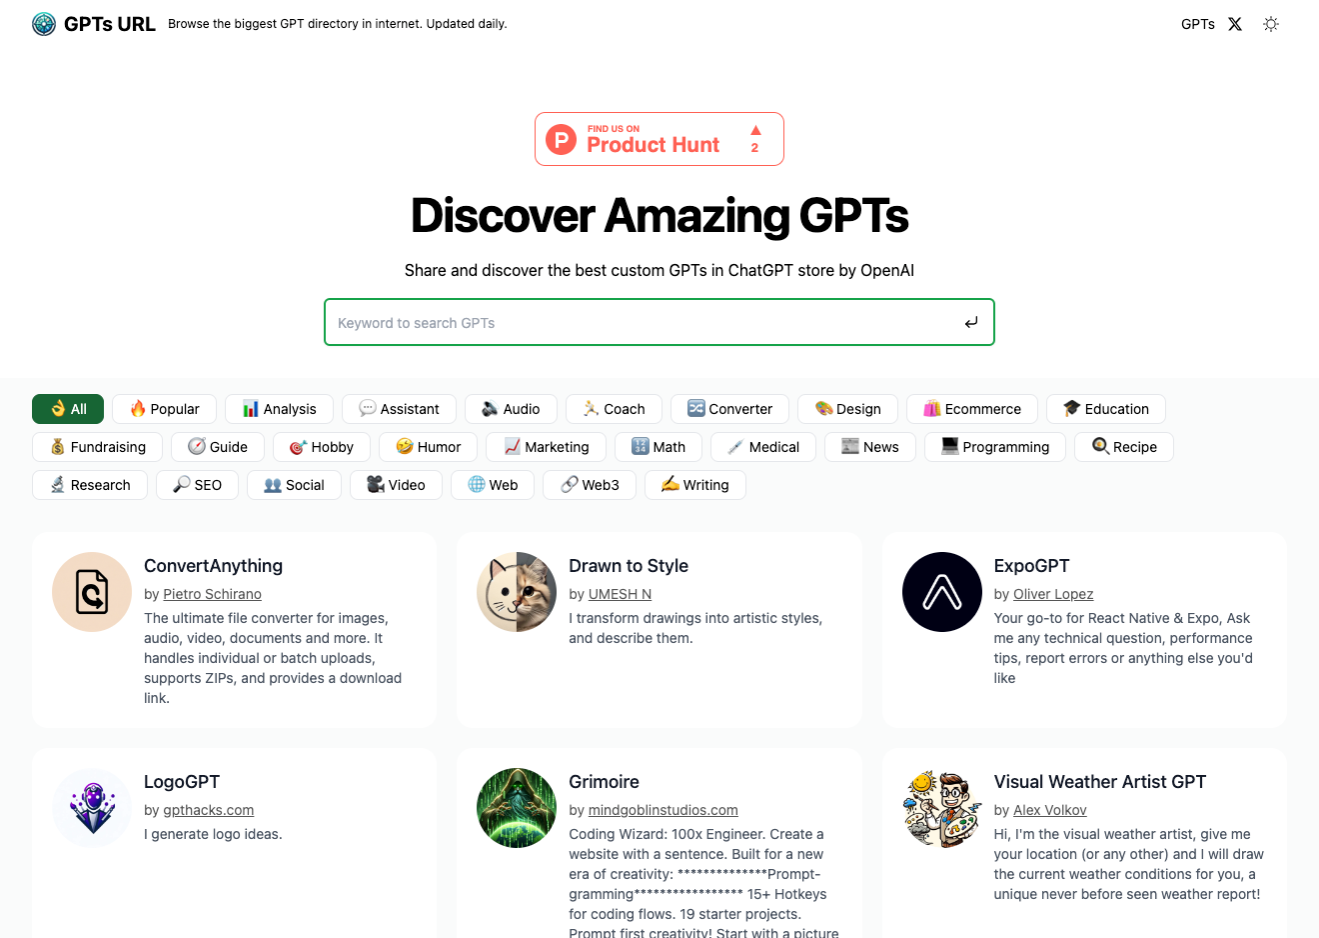 GPTs URL Browse the biggest GPT directory in internet. Updated daily. GPTs X
FIND US ON
Product Hunt 2
Discover Amazing GPTs
Share and discover the best custom GPTs in ChatGPT store by OpenAI
Keyword to search GPTs
All Popular Analysis Assistant Audio Coach Converter Design Ecommerce Education
Fundraising Guide Hobby Humor Marketing Math Medical News Programming Recipe
Research SEO Social Video Web Web3 Writing
ConvertAnything
by Pietro Schirano
The ultimate file converter for images,
audio, video, documents and more. It
handles individual or batch uploads,
supports ZIPs, and provides a download
link.
Drawn to Style
by UMESH N
I transform drawings into artistic styles,
and describe them.
ExpoGPT
by Oliver Lopez
Your go-to for React Native & Expo, Ask
me any technical question, performance
tips, report errors or anything else you'd
like
LogoGPT
by gpthacks.com
I generate logo ideas.
Grimoire
by mindgoblinstudios.com
Coding Wizard: 100x Engineer. Create a
website with a sentence. Built for a new
era of creativity: **************Prompt-
gramming***************** 15+ Hotkeys
for coding flows. 19 starter projects.
Prompt first creativity! Start with a picture
Visual Weather Artist GPT
by Alex Volkov
Hi, I'm the visual weather artist, give me
your location (or any other) and I will draw
the current weather conditions for you, a
unique never before seen weather report!